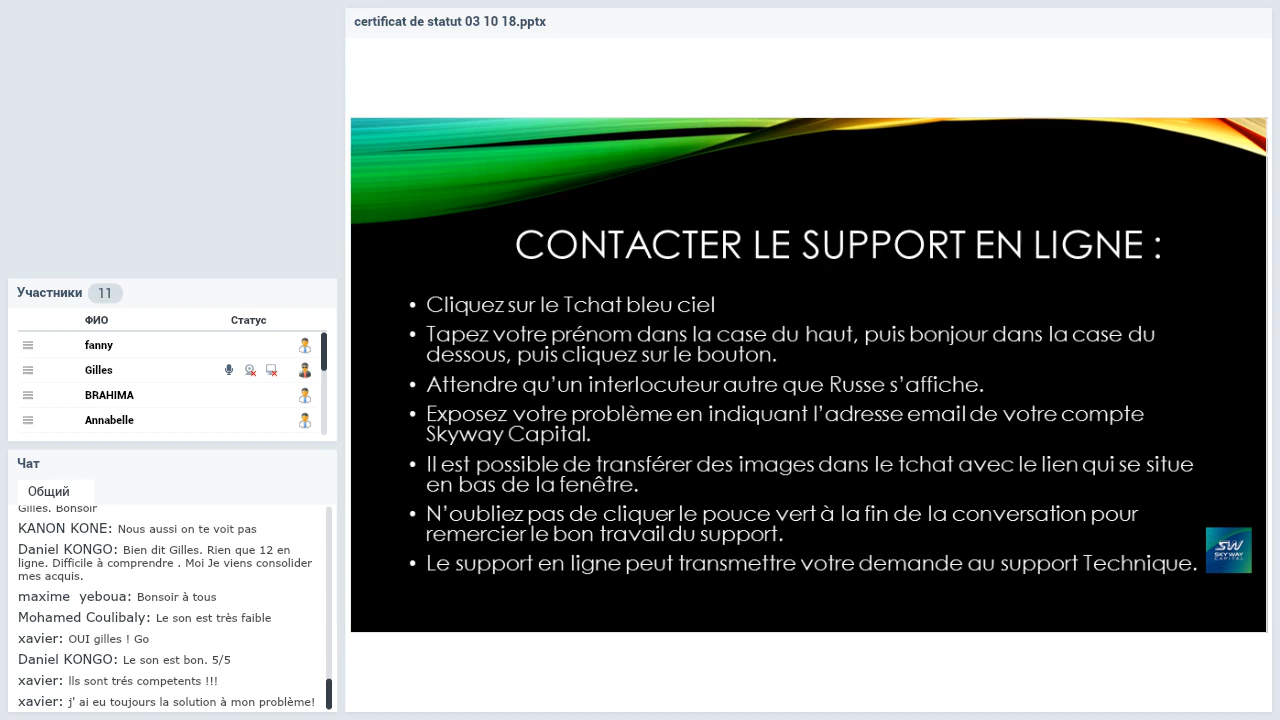 certificat de statut 03 10 18.pptx
CONTACTER LE SUPPORT EN LIGNE :
• Cliquez sur le Tchat bleu ciel
• Tapez votre prénom dans la case du haut, puis bonjour dans la case du
dessous, puis cliquez sur le bouton.
• Attendre qu’un interlocuteur autre que Russe s’affiche.
• Exposez votre problème en indiquant l’adresse email de votre compte
Skyway Capital.
• Il est possible de transférer des images dans le tchat avec le lien qui se situe
en bas de la fenêtre.
• N’oubliez pas de cliquer le pouce vert à la fin de la conversation pour
remercier le bon travail du support.
• Le support en ligne peut transmettre votre demande au support Technique.
SW
SKY WAY
CAPITAL
Участники 11
ФИО Статус
fanny
Gilles
BRAHIMA
Annabelle
Чат
Общий
Gilles. Bonsoir
KANON KONE: Nous aussi on te voit pas
Daniel KONGO: Bien dit Gilles. Rien que 12 en
ligne. Difficile à comprendre . Moi Je viens consolider
mes acquis.
maxime yeboua: Bonsoir à tous
Mohamed Coulibaly: Le son est très faible
xavier: OUI gilles ! Go
Daniel KONGO: Le son est bon. 5/5
xavier: Ils sont trés competents !!!
xavier: j' ai eu toujours la solution à mon problème!